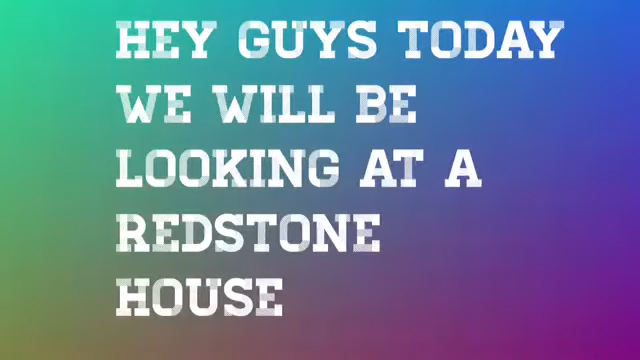 HEY GUYS TODAY
WE WILL BE
LOOKING AT A
REDSTONE
HOUSE